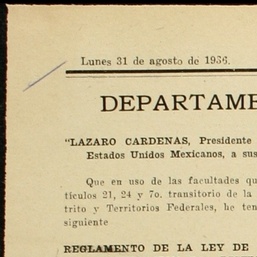 Lunes 31 de agosto de 1936.
DEPARTAME
"LAZARO CARDENAS, Presidente
Estados Unidos Mexicanos, a sus
Que en uso de las facultades qu
tículos 21, 24 y 7o. transitorio de la
trito y Territorios Federales, he ten
siguiente
REGLAMENTO DE LA LEY DE